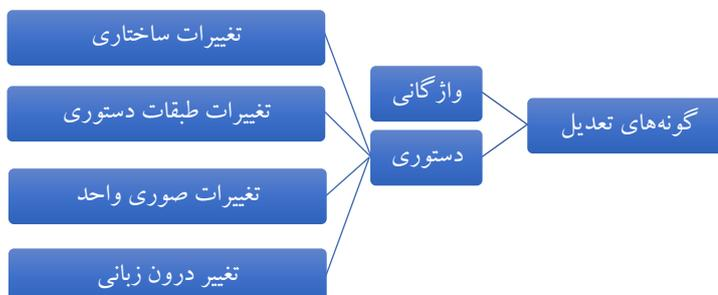 گونه‌های تعدیل
واژگانی
دستوری
تغییرات ساختاری
تغییرات طبقات دستوری
تغییرات صوری واحد
تغییر درون زبانی